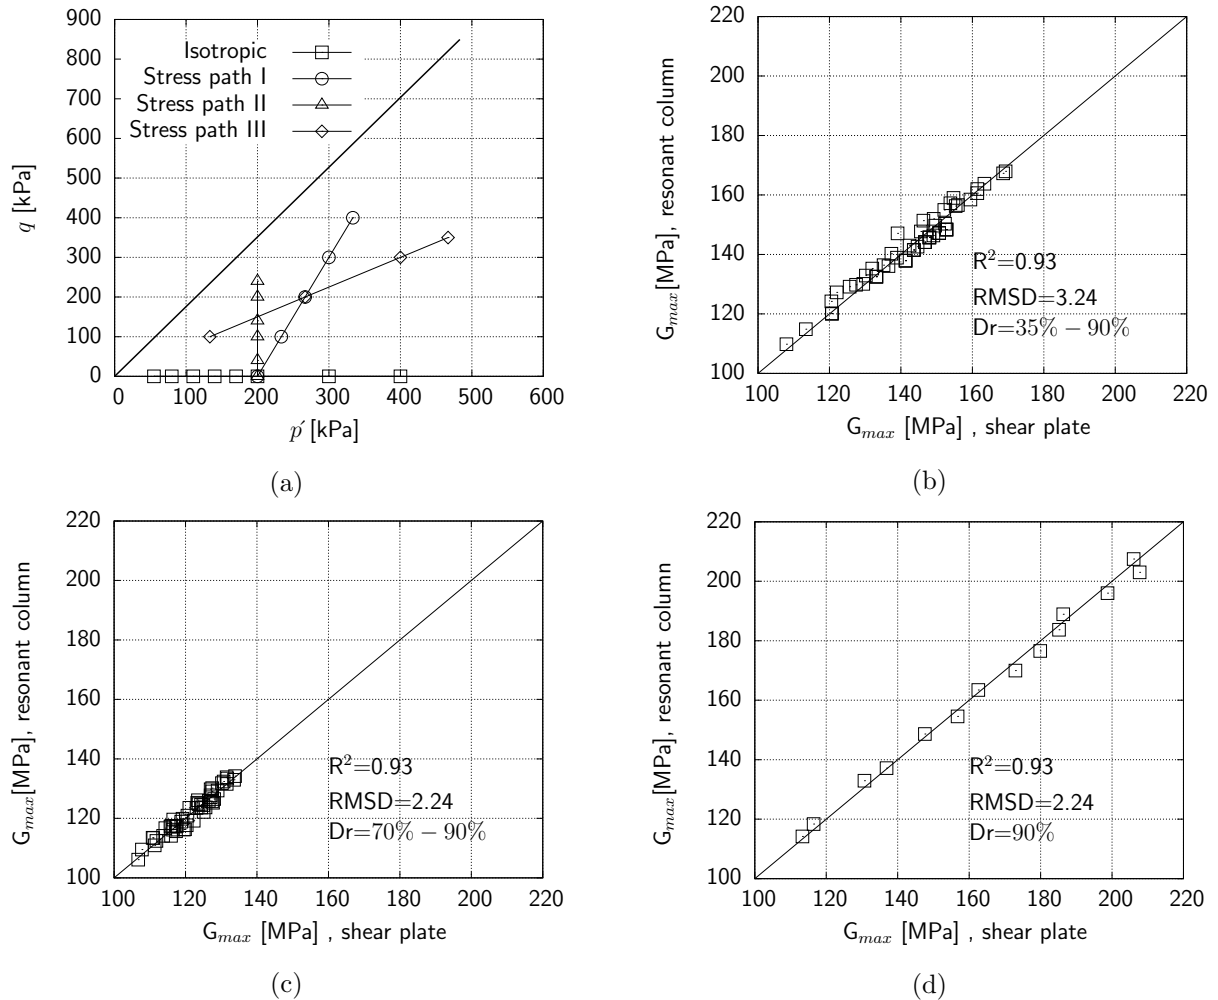 900
800
700
600
500
400
300
200
100
0
q [kPa]
Isotropic
Stress path I
Stress path II
Stress path III
0 100 200 300 400 500 600
p′ [kPa]
(a)
220
200
180
160
140
120
100
G_max[MPa], resonant column
R²=0.93
RMSD=3.24
Dr=35% − 90%
100 120 140 160 180 200 220
G_max [MPa] , shear plate
(b)
220
200
180
160
140
120
100
G_max[MPa], resonant column
R²=0.93
RMSD=2.24
Dr=70% − 90%
100 120 140 160 180 200 220
G_max [MPa] , shear plate
(c)
220
200
180
160
140
120
100
G_max[MPa], resonant column
R²=0.93
RMSD=2.24
Dr=90%
100 120 140 160 180 200 220
G_max [MPa] , shear plate
(d)